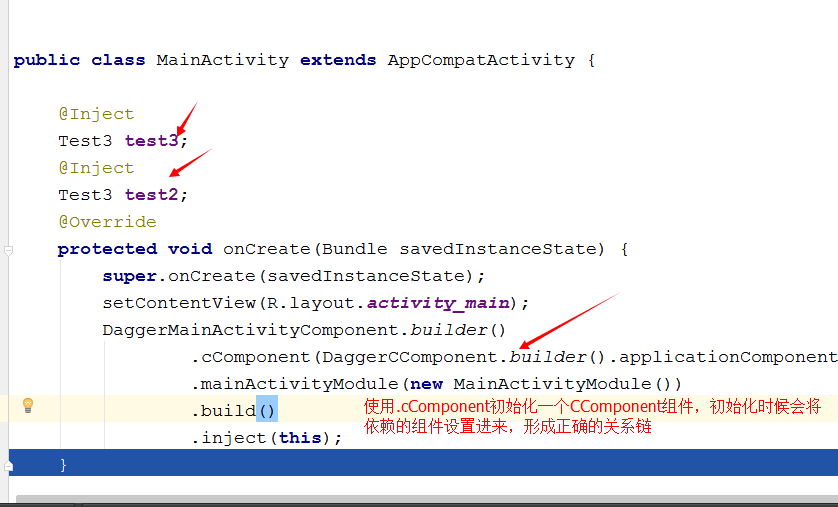 public class MainActivity extends AppCompatActivity {
@Inject
Test3 test3;
@Inject
Test3 test2;
@Override
protected void onCreate(Bundle savedInstanceState) {
super.onCreate(savedInstanceState);
setContentView(R.layout.activity_main);
DaggerMainActivityComponent.builder()
.cComponent(DaggerCComponent.builder().applicationComponent
.mainActivityModule(new MainActivityModule())
.build()
使用.cComponent初始化一个CComponent组件，初始化时候会将
依赖的组件设置进来，形成正确的关系链
.inject(this);
}